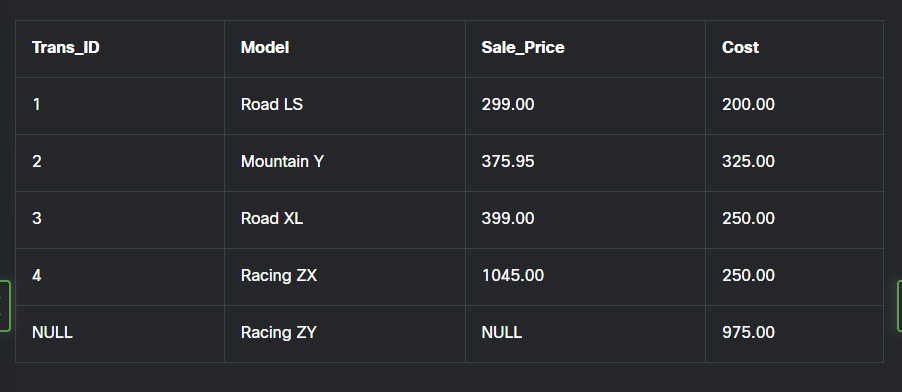 Trans_ID Model Sale_Price Cost
1 Road LS 299.00 200.00
2 Mountain Y 375.95 325.00
3 Road XL 399.00 250.00
4 Racing ZX 1045.00 250.00
NULL Racing ZY NULL 975.00